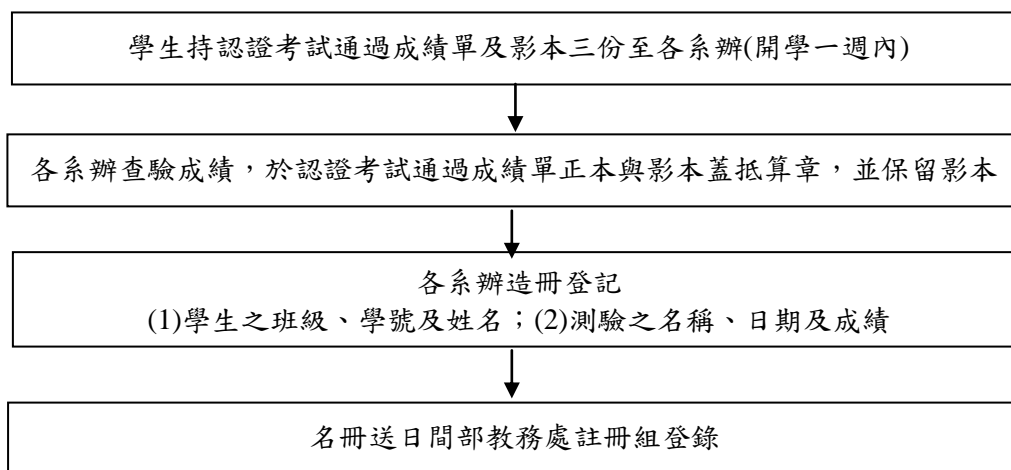 學生持認證考試通過成績單及影本三份至各系辦(開學一週內)
各系辦查驗成績，於認證考試通過成績單正本與影本蓋抵算章，並保留影本
各系辦造冊登記
(1)學生之班級、學號及姓名；(2)測驗之名稱、日期及成績
名冊送日間部教務處註冊組登錄